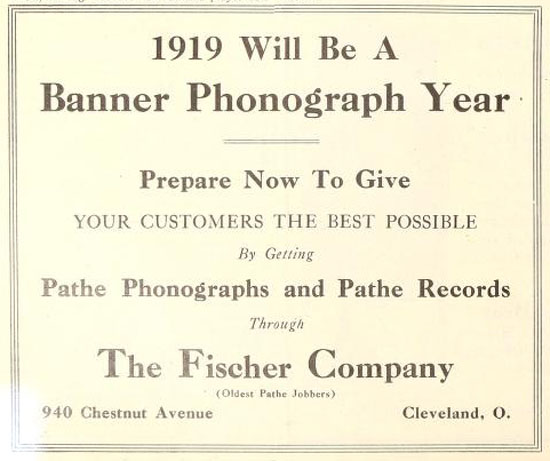 1919 Will Be A
Banner Phonograph Year
Prepare Now To Give
YOUR CUSTOMERS THE BEST POSSIBLE
By Getting
Pathe Phonographs and Pathe Records
Through
The Fischer Company
(Oldest Pathe Jobbers)
940 Chestnut Avenue Cleveland, O.